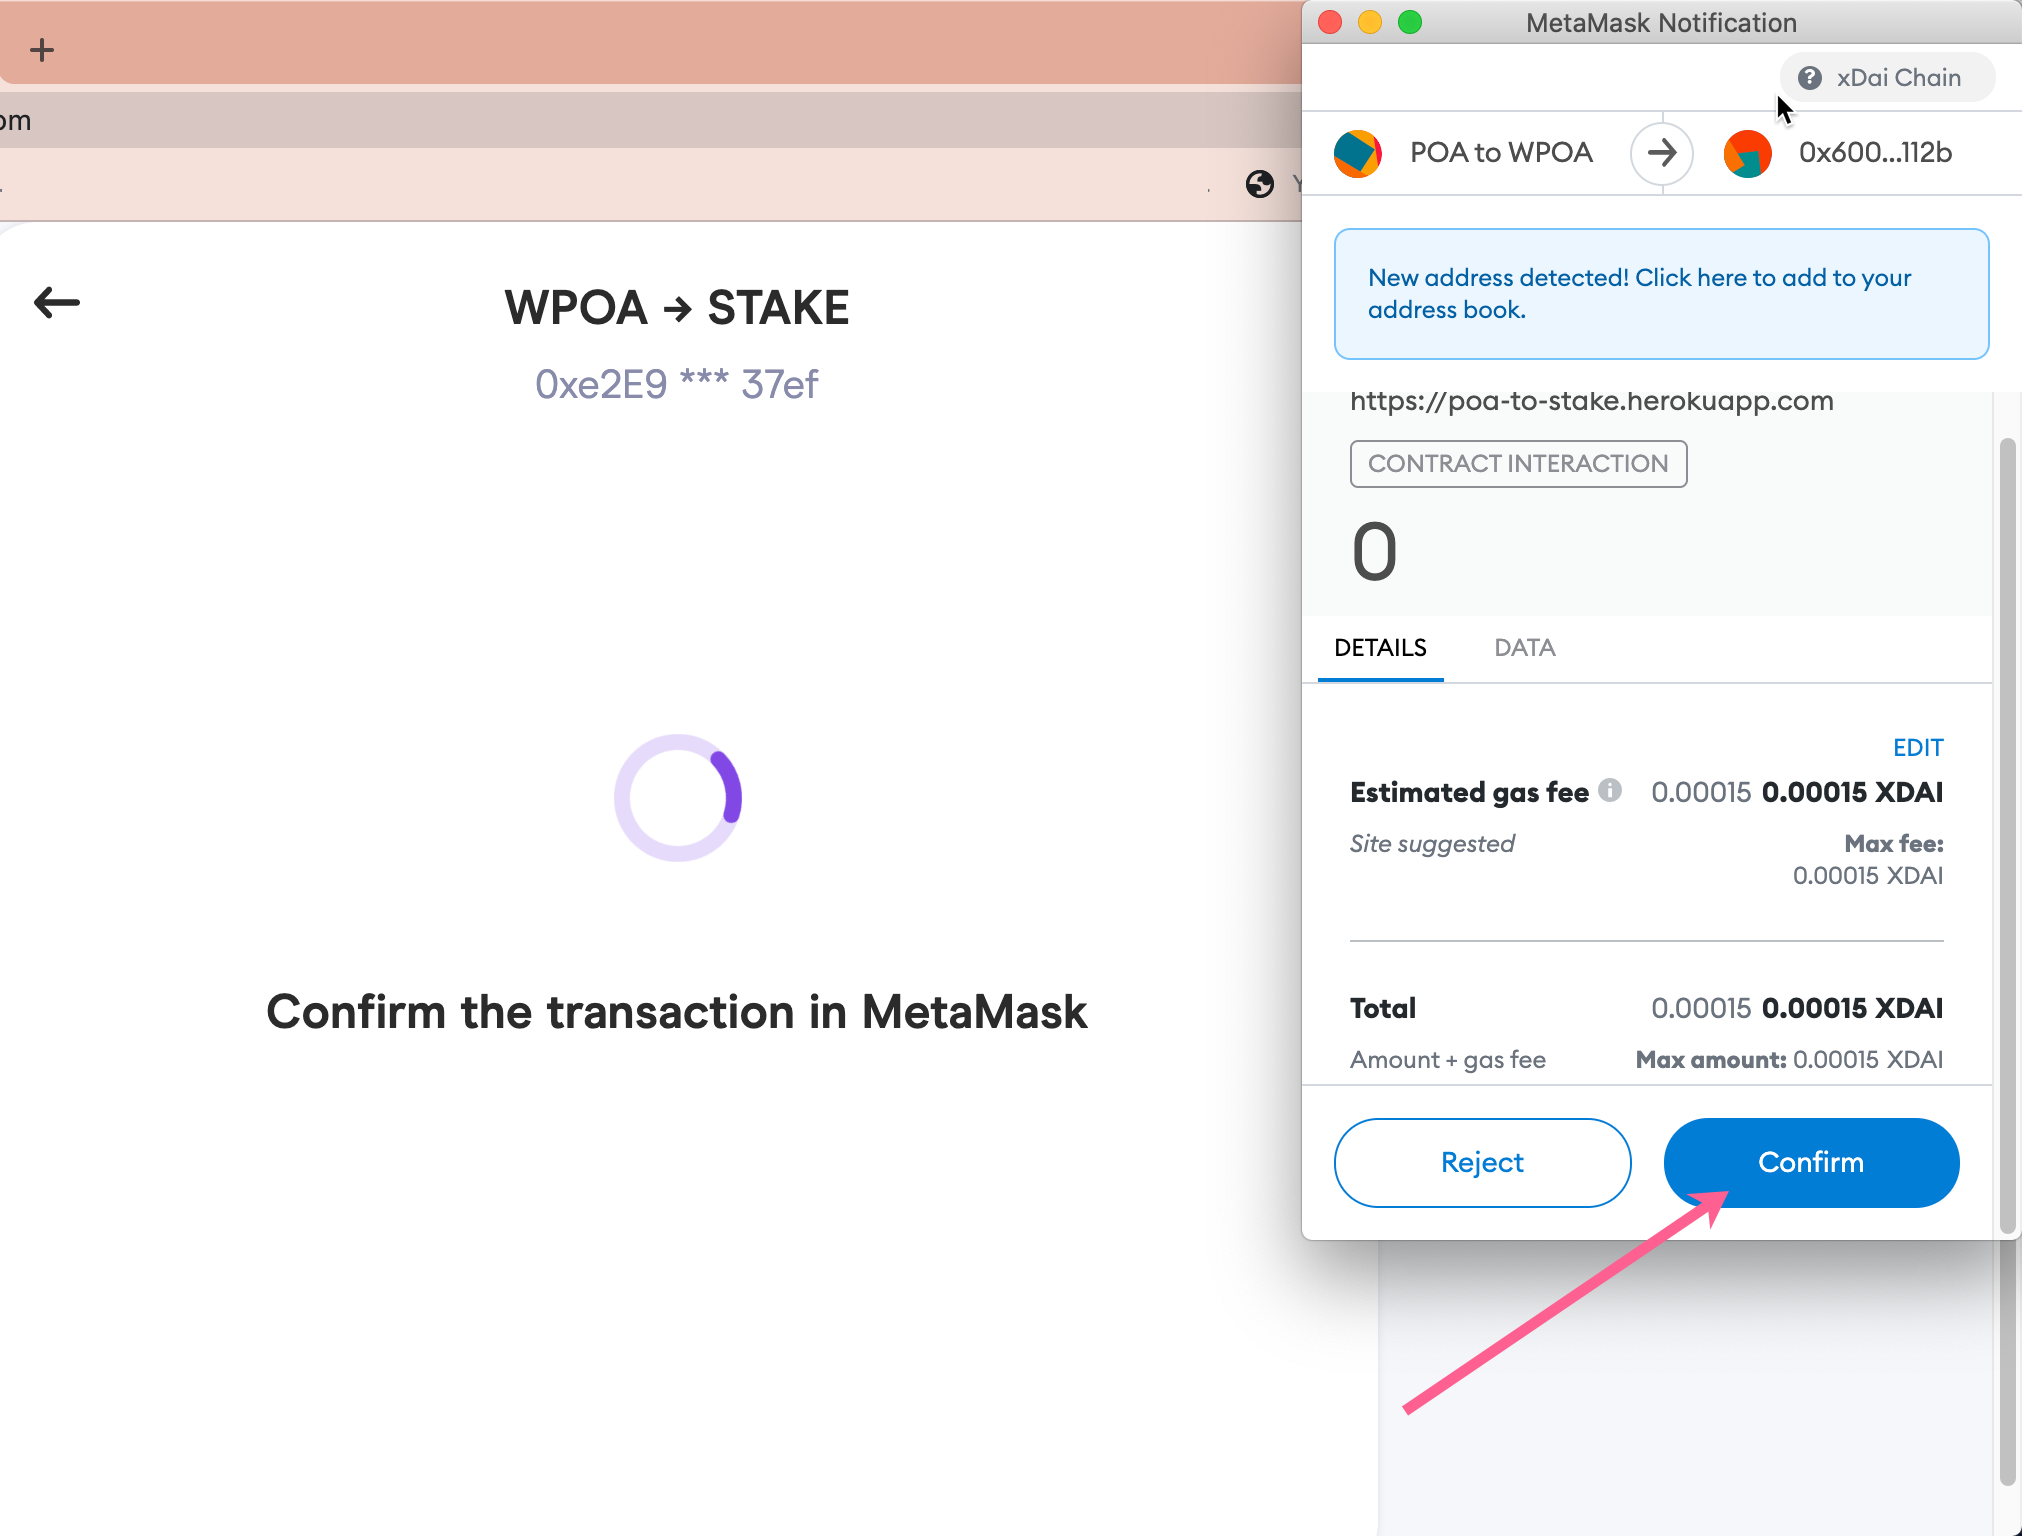 +
om
WPOA → STAKE
0xe2E9 *** 37ef
Confirm the transaction in MetaMask
MetaMask Notification
? xDai Chain
POA to WPOA → 0x600...112b
New address detected! Click here to add to your
address book.
https://poa-to-stake.herokuapp.com
CONTRACT INTERACTION
0
DETAILS DATA
EDIT
Estimated gas fee 0.00015 0.00015 XDAI
Site suggested Max fee:
0.00015 XDAI
Total 0.00015 0.00015 XDAI
Amount + gas fee Max amount: 0.00015 XDAI
Reject Confirm